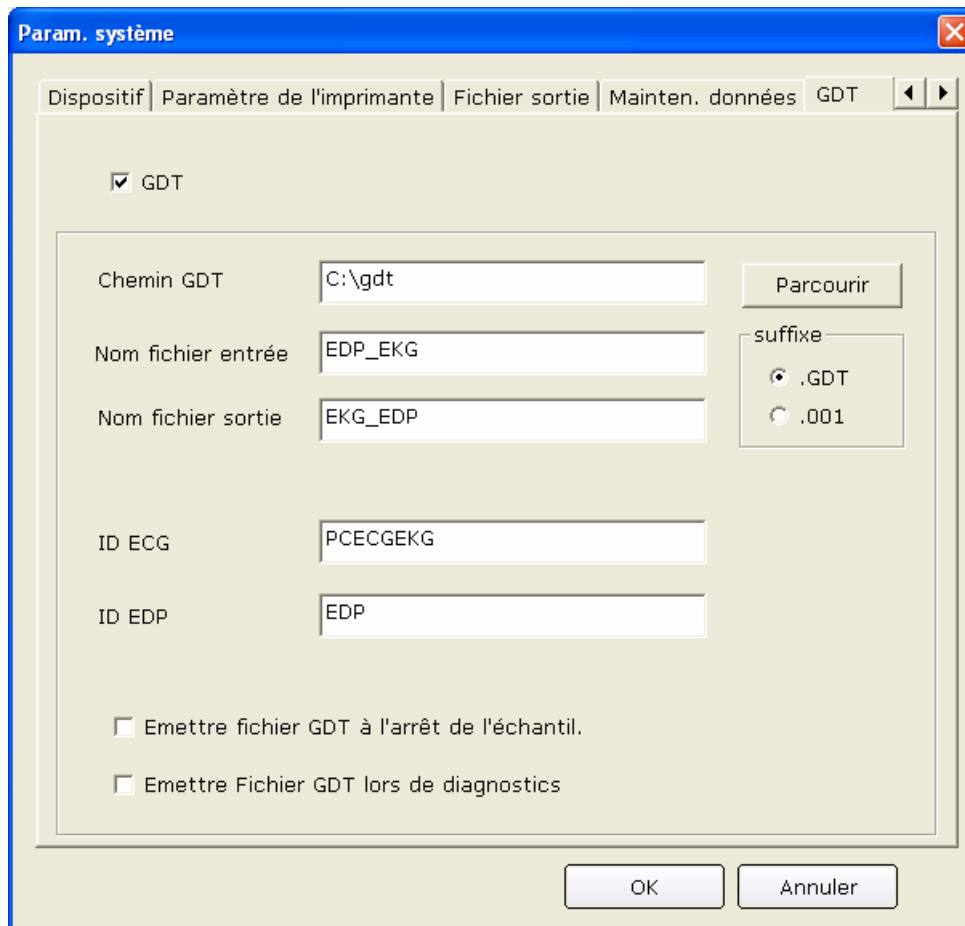 Param. système
Dispositif Paramètre de l'imprimante Fichier sortie Mainten. données GDT
GDT
Chemin GDT C:\gdt Parcourir
suffixe
Nom fichier entrée EDP_EKG
.GDT
Nom fichier sortie EKG_EDP .001
ID ECG PCECGEKG
ID EDP EDP
Emettre fichier GDT à l'arrêt de l'échantil.
Emettre Fichier GDT lors de diagnostics
OK Annuler